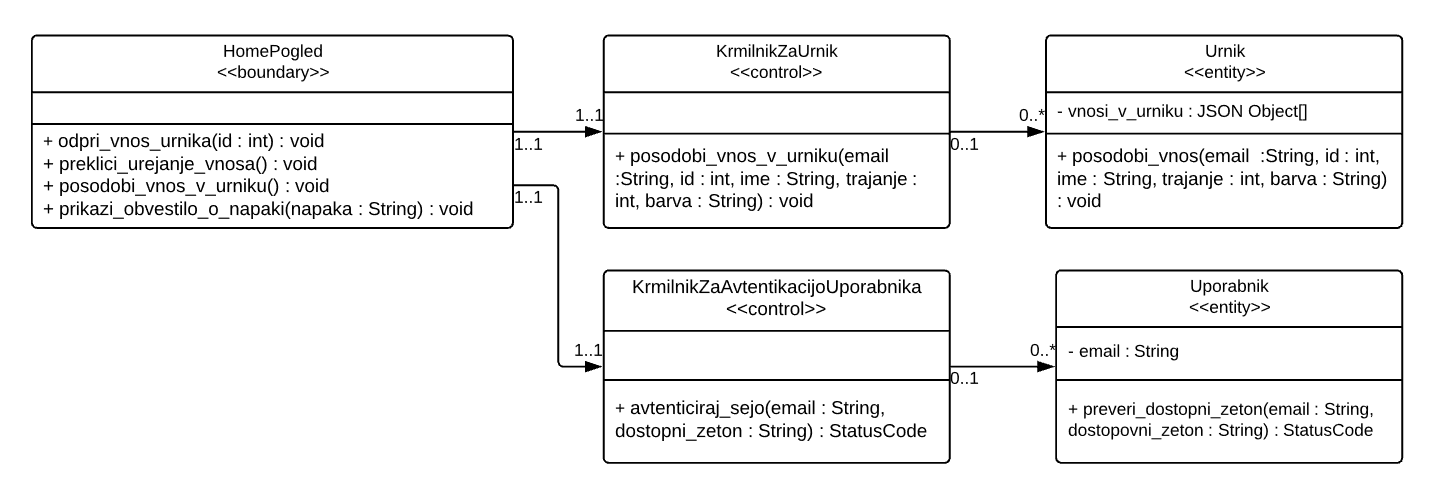 HomePogled
<<boundary>>
+ odpri_vnos_urnika(id : int) : void
+ preklici_urejanje_vnosa() : void
+ posodobi_vnos_v_urniku() : void
+ prikazi_obvestilo_o_napaki(napaka : String) : void
1..1
1..1
1..1
1..1
KrmilnikZaUrnik
<<control>>
+ posodobi_vnos_v_urniku(email
:String, id : int, ime : String, trajanje :
int, barva : String) : void
0..*
0..1
Urnik
<<entity>>
- vnosi_v_urniku : JSON Object[]
+ posodobi_vnos(email  :String, id : int,
ime : String, trajanje : int, barva : String)
: void
KrmilnikZaAvtentikacijoUporabnika
<<control>>
+ avtenticiraj_sejo(email : String,
dostopni_zeton : String) : StatusCode
0..*
0..1
Uporabnik
<<entity>>
- email : String
+ preveri_dostopni_zeton(email : String,
dostopovni_zeton : String) : StatusCode